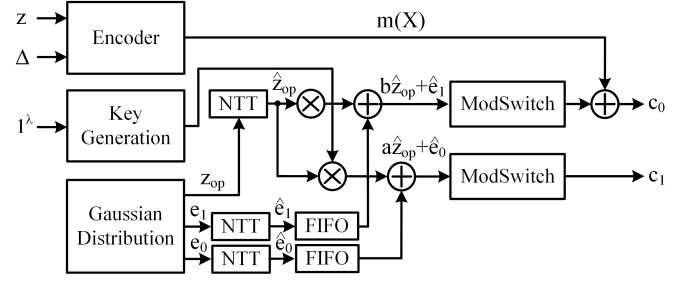 z
Δ
Encoder
m(X)
1^λ
Key
Generation
NTT
ẑ_op
bẑ_op+ê_1
ModSwitch
c_0
z_op
aẑ_op+ê_0
ModSwitch
c_1
Gaussian
Distribution
e_1
NTT
ê_1
FIFO
e_0
NTT
ê_0
FIFO